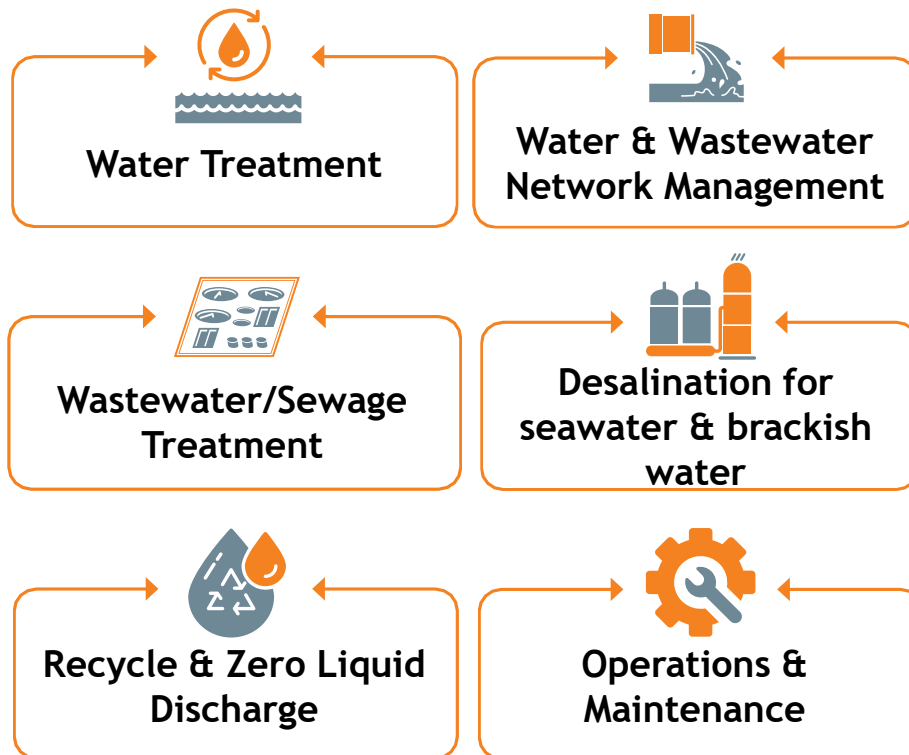 Water Treatment
Water & Wastewater
Network Management
Wastewater/Sewage
Treatment
Desalination for
seawater & brackish
water
Recycle & Zero Liquid
Discharge
Operations &
Maintenance